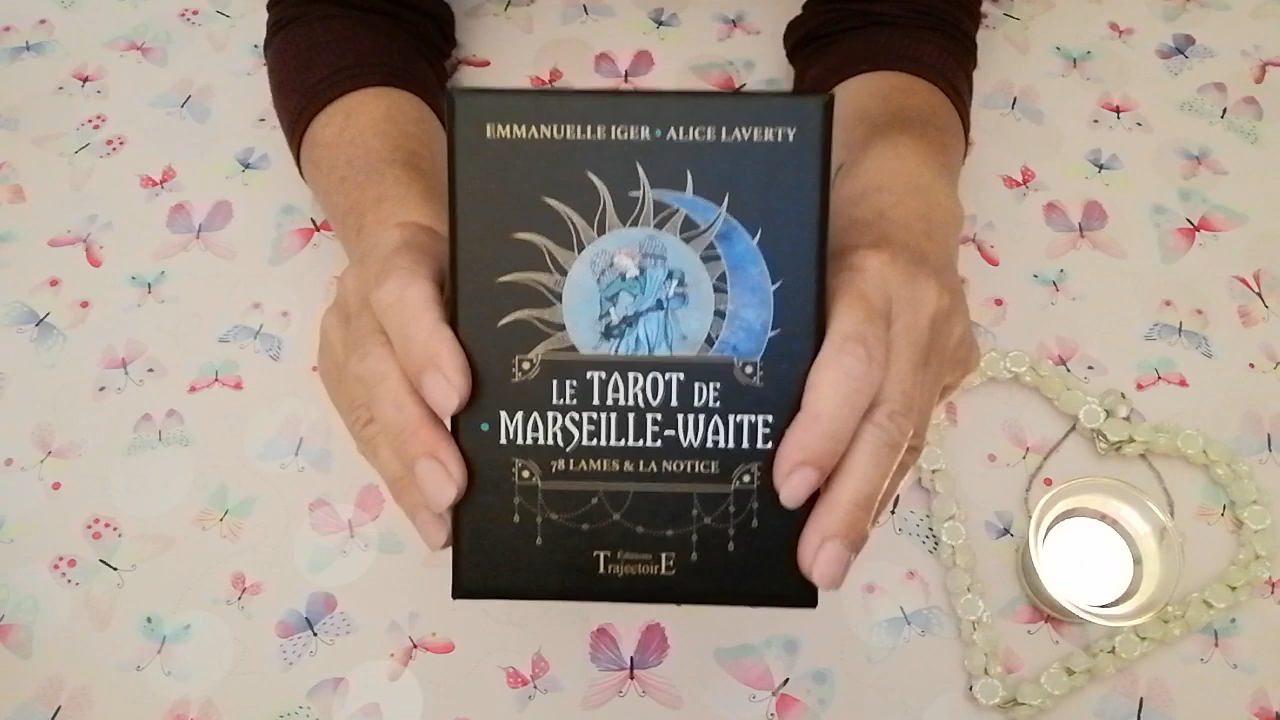 EMMANUELLE IGER • ALICE LAVERTY
LE TAROT DE
MARSEILLE-WAITE
78 LAMES & LA NOTICE
Éditions
TrajectoirE